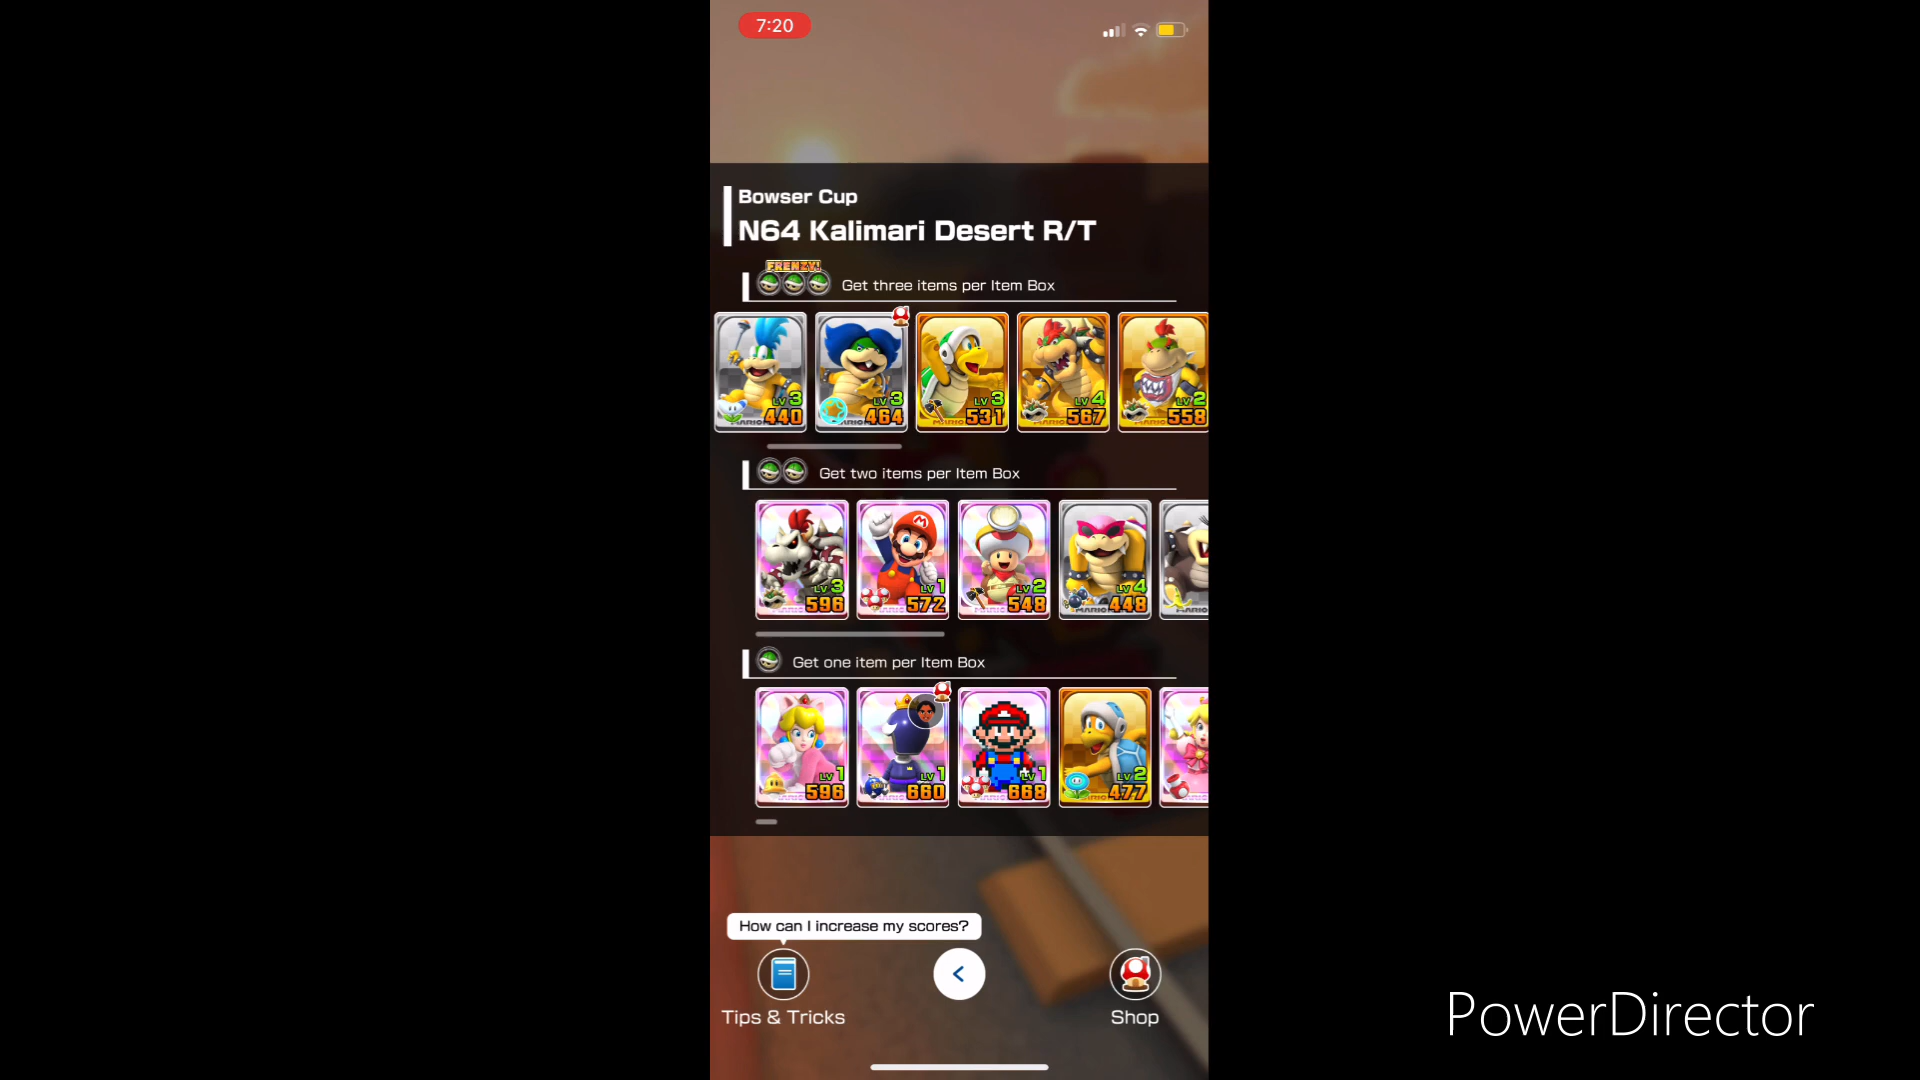 7:20
Bowser Cup
N64 Kalimari Desert R/T
FRENZY!
Get three items per Item Box
LV 3 LV 3 LV 3 LV 4 LV 2
440 464 531 567 558
Get two items per Item Box
LV 3 LV 1 LV 2 LV 4
596 572 548 448
Get one item per Item Box
LV 1 LV 1 LV 1 LV 2
596 660 668 477
How can I increase my scores?
<
Tips & Tricks
Shop
PowerDirector